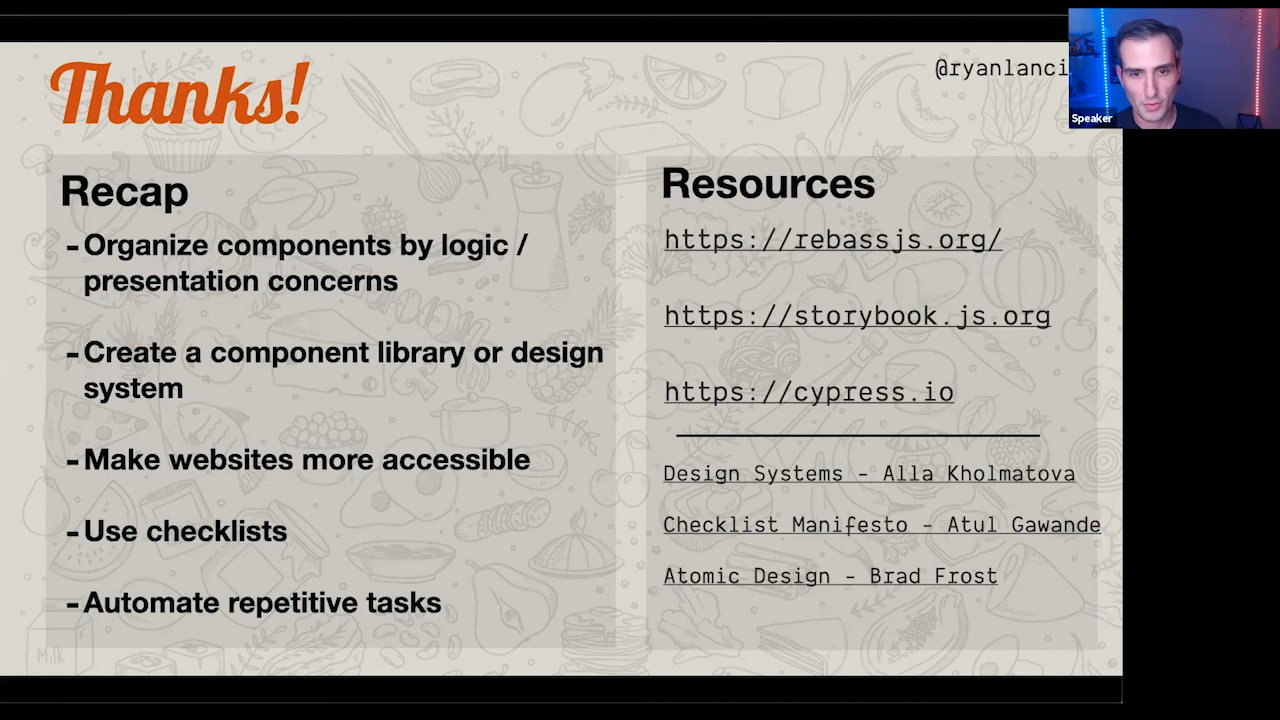 Thanks!
@ryanlanci
Speaker
Recap
-Organize components by logic /
presentation concerns
-Create a component library or design
system
-Make websites more accessible
-Use checklists
-Automate repetitive tasks
Resources
https://rebassjs.org/
https://storybook.js.org
https://cypress.io
Design Systems - Alla Kholmatova
Checklist Manifesto - Atul Gawande
Atomic Design - Brad Frost
Milk